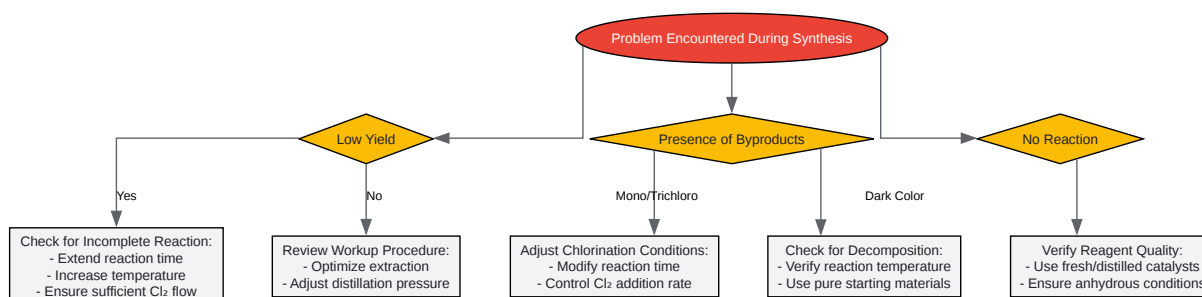 Problem Encountered During Synthesis
Low Yield
Presence of Byproducts
No Reaction
Yes
No
Mono/Trichloro
Dark Color
Check for Incomplete Reaction:
- Extend reaction time
- Increase temperature
- Ensure sufficient Cl₂ flow
Review Workup Procedure:
- Optimize extraction
- Adjust distillation pressure
Adjust Chlorination Conditions:
- Modify reaction time
- Control Cl₂ addition rate
Check for Decomposition:
- Verify reaction temperature
- Use pure starting materials
Verify Reagent Quality:
- Use fresh/distilled catalysts
- Ensure anhydrous conditions